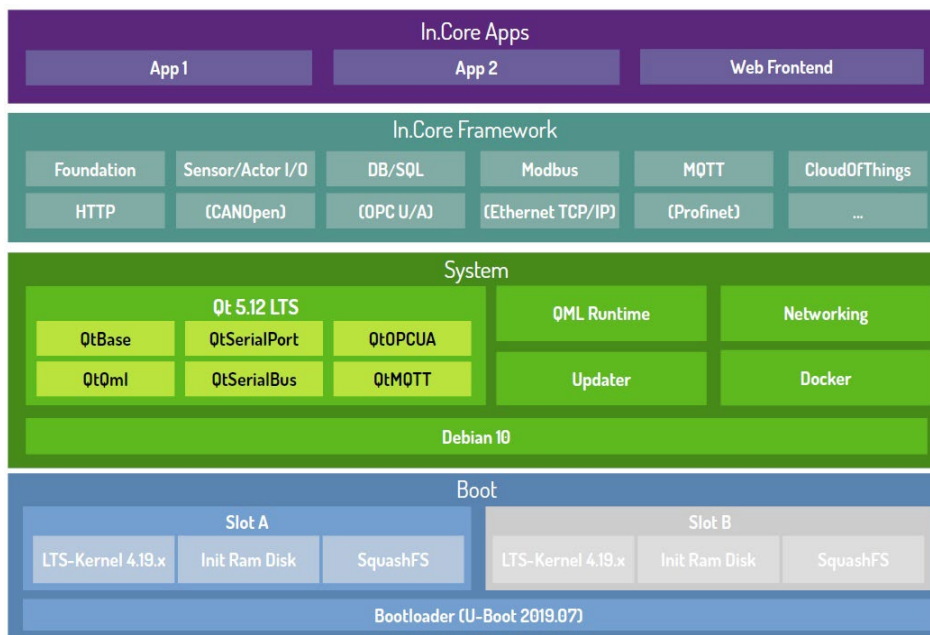 In.Core Apps
App 1 App 2 Web Frontend
In.Core Framework
Foundation Sensor/Actor I/O DB/SQL Modbus MQTT CloudOfThings
HTTP (CANOpen) (OPC U/A) (Ethernet TCP/IP) (Profinet) ...
System
Qt 5.12 LTS QML Runtime Networking
QtBase QtSerialPort QtOPCUA
QtQml QtSerialBus QtMQTT Updater Docker
Debian 10
Boot
Slot A Slot B
LTS-Kernel 4.19.x Init Ram Disk SquashFS LTS-Kernel 4.19.x Init Ram Disk SquashFS
Bootloader (U-Boot 2019.07)